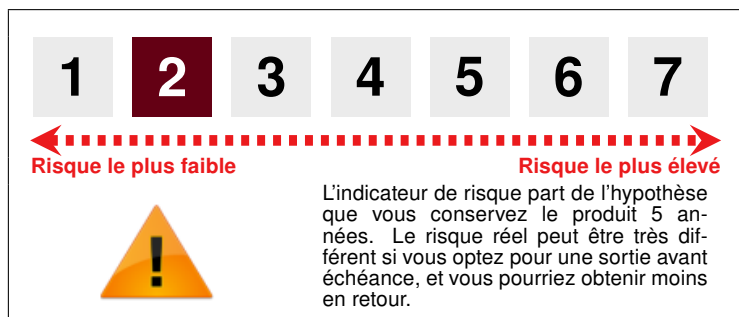 1 2 3 4 5 6 7
Risque le plus faible Risque le plus élevé
L'indicateur de risque part de l'hypothèse
que vous conservez le produit 5 an-
nées. Le risque réel peut être très dif-
férent si vous optez pour une sortie avant
échéance, et vous pourriez obtenir moins
en retour.